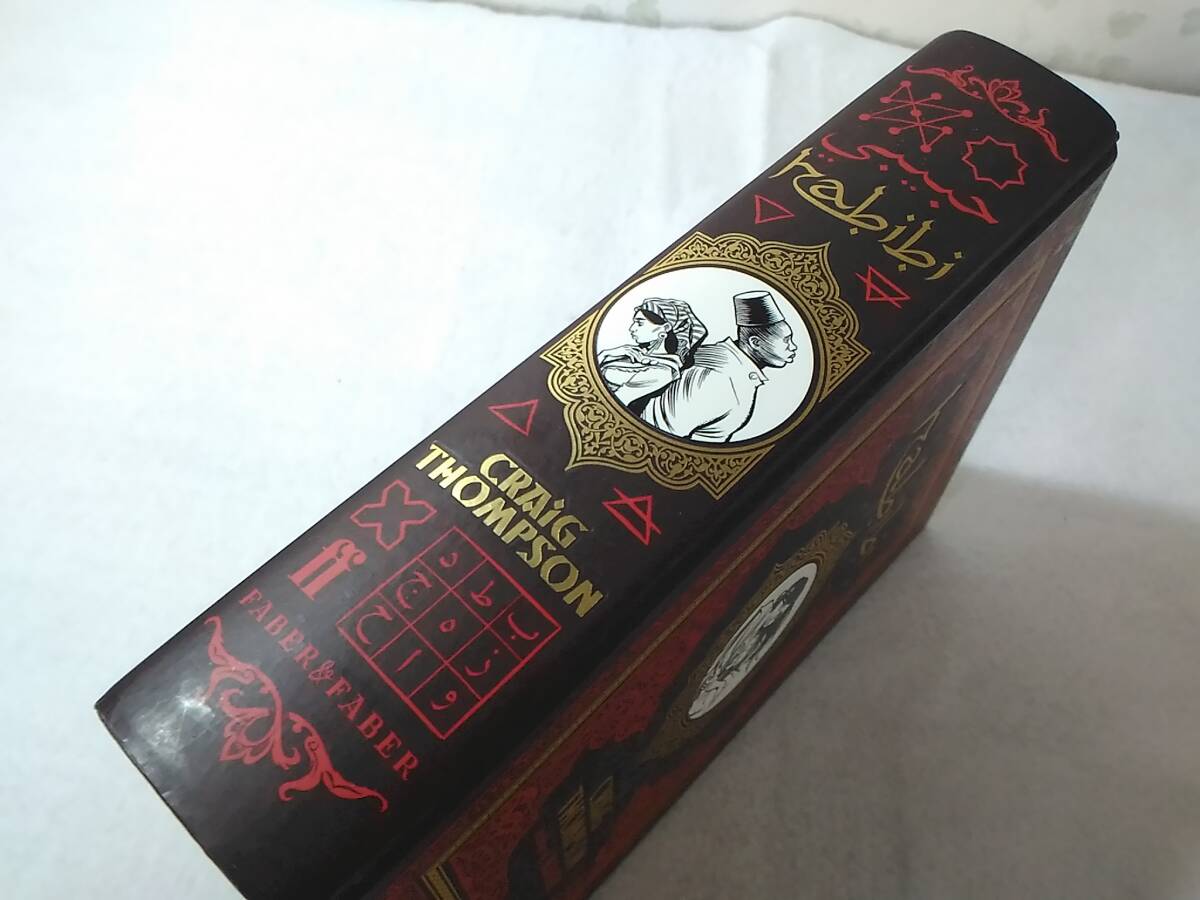 حبيبي
habibi
CRAIG
THOMPSON
د ط ب
ج ه ز
ح ا و
ff
FABER & FABER